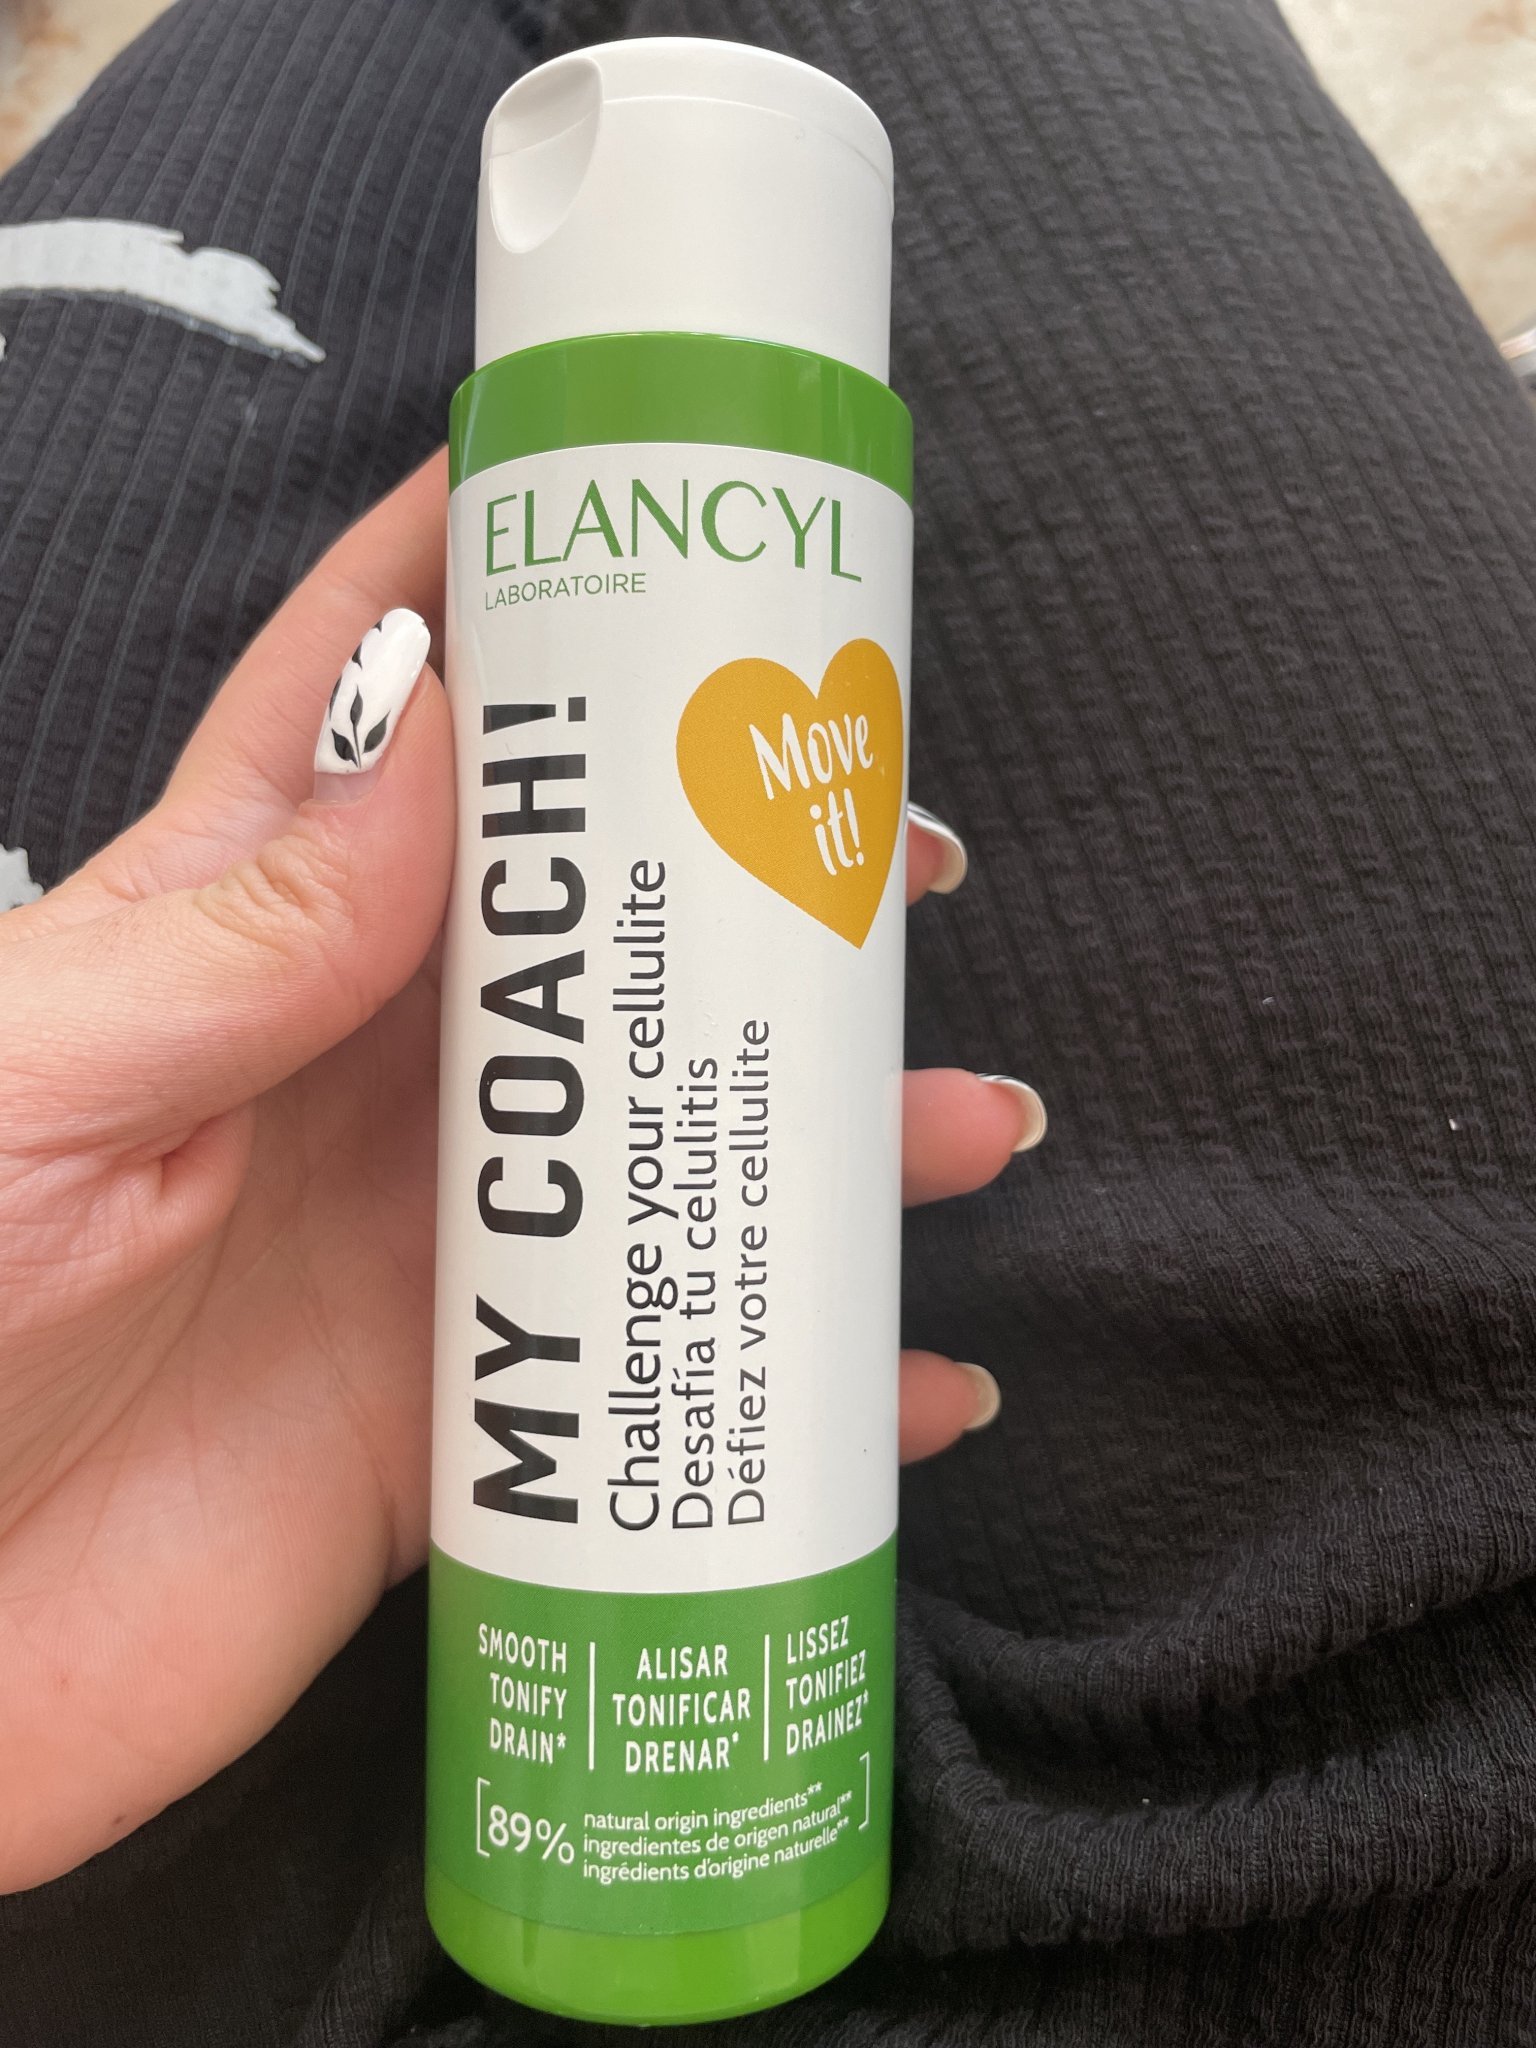 ELANCYL
LABORATOIRE
Move
it!
MY COACH!
Challenge your cellulite
Desafía tu celulitis
Défiez votre cellulite
SMOOTH
TONIFY
DRAIN*
ALISAR
TONIFICAR
DRENAR*
LISSEZ
TONIFIEZ
DRAINEZ*
[89%
natural origin ingredients**
ingredientes de origen natural**
ingrédients d'origine naturelle**]